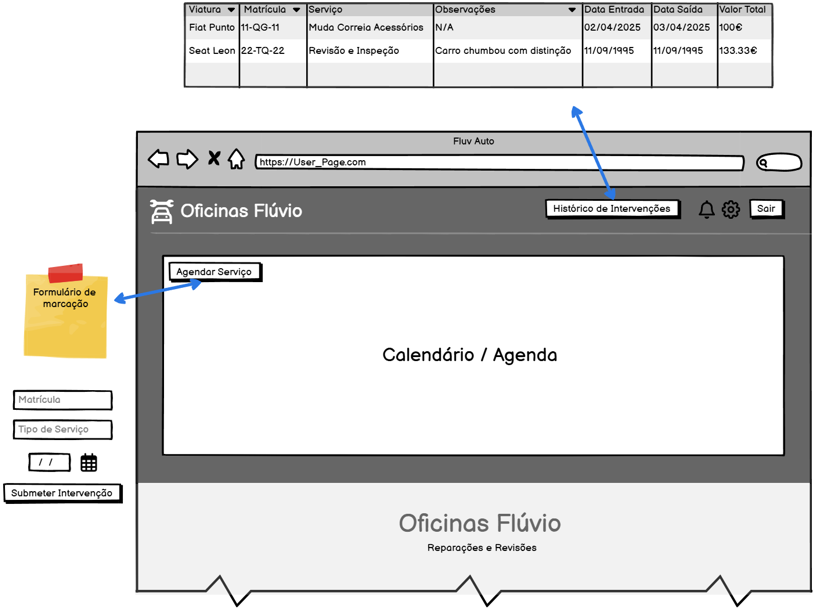 Viatura Matrícula Serviço Observações Data Entrada Data Saída Valor Total
Fiat Punto 11-QG-11 Muda Correia Acessórios N/A 02/04/2025 03/04/2025 100€
Seat Leon 22-TQ-22 Revisão e Inspeção Carro chumbou com distinção 11/09/1995 11/09/1995 133.33€
Fluv Auto
https://User_Page.com
Oficinas Flúvio
Histórico de Intervenções
Sair
Agendar Serviço
Formulário de
marcação
Calendário / Agenda
Matrícula
Tipo de Serviço
/ /
Submeter Intervenção
Oficinas Flúvio
Reparações e Revisões